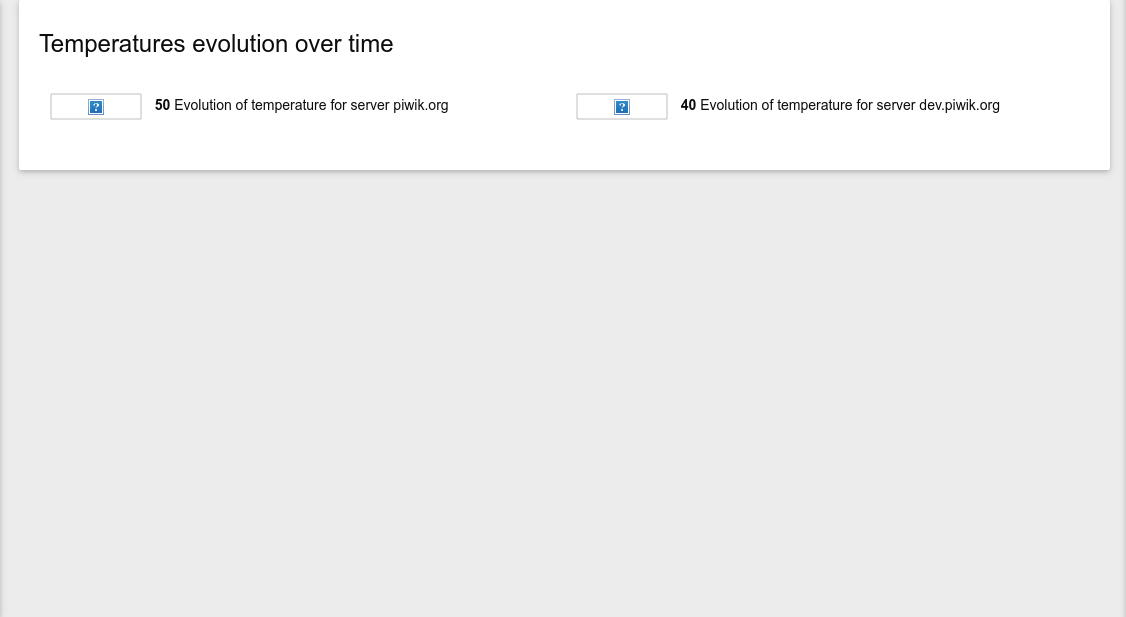 Temperatures evolution over time
50 Evolution of temperature for server piwik.org
40 Evolution of temperature for server dev.piwik.org